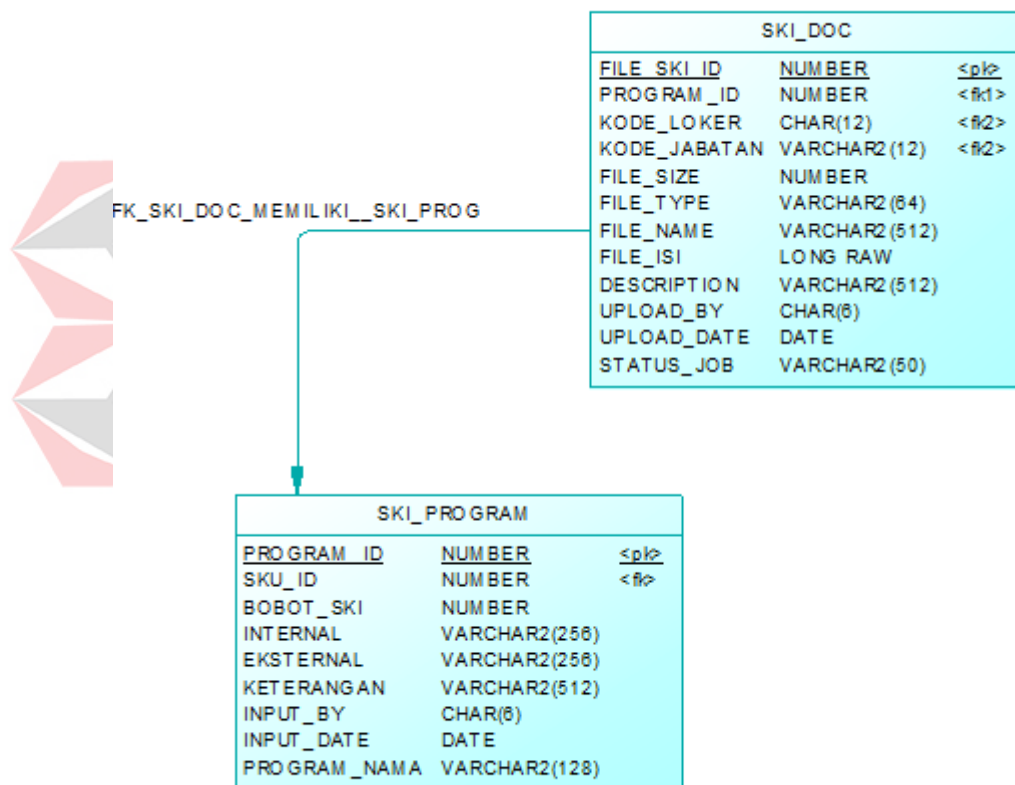 SKI_DOC
FILE_SKI_ID NUMBER <pk>
PROGRAM_ID NUMBER <fk1>
KODE_LOKER CHAR(12) <fk2>
KODE_JABATAN VARCHAR2(12) <fk2>
FILE_SIZE NUMBER
FILE_TYPE VARCHAR2(64)
FILE_NAME VARCHAR2(512)
FILE_ISI LONG RAW
DESCRIPTION VARCHAR2(512)
UPLOAD_BY CHAR(6)
UPLOAD_DATE DATE
STATUS_JOB VARCHAR2(50)
FK_SKI_DOC_MEMILIKI__SKI_PROG
SKI_PROGRAM
PROGRAM_ID NUMBER <pk>
SKU_ID NUMBER <fk>
BOBOT_SKI NUMBER
INTERNAL VARCHAR2(256)
EKSTERNAL VARCHAR2(256)
KETERANGAN VARCHAR2(512)
INPUT_BY CHAR(6)
INPUT_DATE DATE
PROGRAM_NAMA VARCHAR2(128)